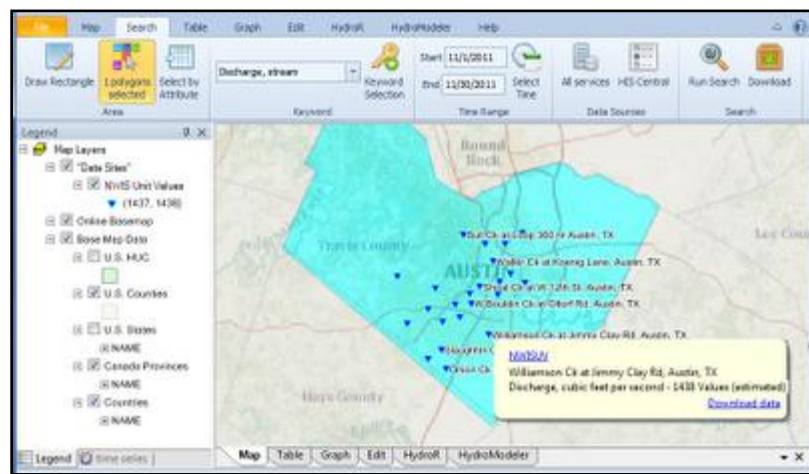 File Map Search Table Graph Edit HydroR HydroModeler Help
Draw Rectangle
1 polygons selected
Select by Attribute
Area
Discharge, stream
Keyword Selection
Keyword
Start 11/1/2011
End 11/30/2011
Select Time
Time Range
All services
HIS Central
Data Sources
Run Search
Download
Search
Legend
Map Layers
"Data Sites"
NWIS Unit Values
(1437, 1438)
Online Basemap
Base Map Data
U.S. HUC
U.S. Counties
U.S. States
NAME
Canada Provinces
NAME
Counties
NAME
Legend
time series
Round Rock
Travis County
AUSTIN
Hays County
Bull Ck at Loop 360 nr Austin, TX
Waller Ck at Koenig Lane, Austin, TX
Shoal Ck at W 12th St, Austin, TX
W Bouldin Ck at Oltorf Rd, Austin, TX
Williamson Ck at Jimmy Clay Rd, Austin, TX
Slaughter C
Onion Ck
NWISUV
Williamson Ck at Jimmy Clay Rd, Austin, TX
Discharge, cubic feet per second - 1438 Values (estimated)
Download data
Map Table Graph Edit HydroR HydroModeler